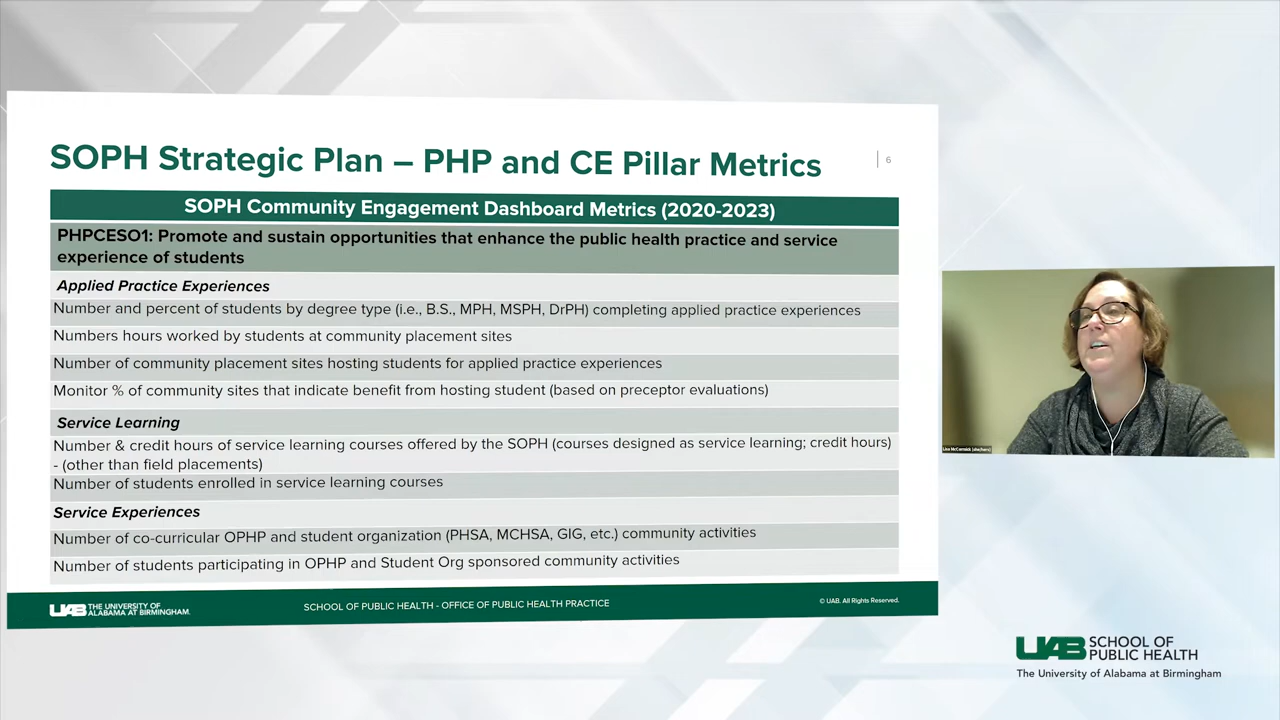 SOPH Strategic Plan – PHP and CE Pillar Metrics
6
SOPH Community Engagement Dashboard Metrics (2020-2023)
PHPCESO1: Promote and sustain opportunities that enhance the public health practice and service
experience of students
Applied Practice Experiences
Number and percent of students by degree type (i.e., B.S., MPH, MSPH, DrPH) completing applied practice experiences
Numbers hours worked by students at community placement sites
Number of community placement sites hosting students for applied practice experiences
Monitor % of community sites that indicate benefit from hosting student (based on preceptor evaluations)
Service Learning
Number & credit hours of service learning courses offered by the SOPH (courses designed as service learning; credit hours)
- (other than field placements)
Number of students enrolled in service learning courses
Service Experiences
Number of co-curricular OPHP and student organization (PHSA, MCHSA, GIG, etc.) community activities
Number of students participating in OPHP and Student Org sponsored community activities
UAB THE UNIVERSITY OF
ALABAMA AT BIRMINGHAM.
SCHOOL OF PUBLIC HEALTH - OFFICE OF PUBLIC HEALTH PRACTICE
© UAB. All Rights Reserved.
Lisa McCormick (she/hers)
UAB SCHOOL OF
PUBLIC HEALTH
The University of Alabama at Birmingham